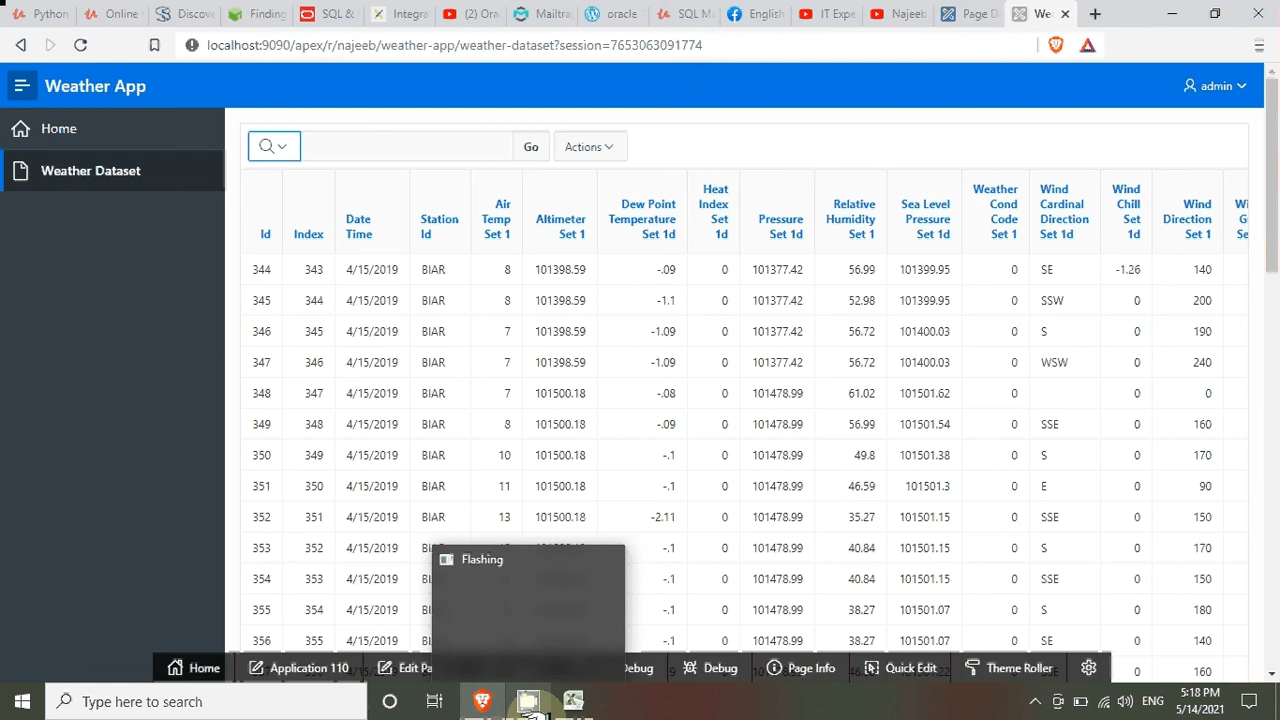 Python
Online
Discov
Finding
SQL &
Integra
(2) Ora
Mailtra
oracle
SQL Me
English
IT Expe
Najeeb
Page D
Wea
localhost:9090/apex/r/najeeb/weather-app/weather-dataset?session=7653063091774
Weather App
admin
Home
Weather Dataset
Go
Actions
Id
Index
Date Time
Station Id
Air Temp Set 1
Altimeter Set 1
Dew Point Temperature Set 1d
Heat Index Set 1d
Pressure Set 1d
Relative Humidity Set 1
Sea Level Pressure Set 1d
Weather Cond Code Set 1
Wind Cardinal Direction Set 1d
Wind Chill Set 1d
Wind Direction Set 1
344 343 4/15/2019 BIAR 8 101398.59 -.09 0 101377.42 56.99 101399.95 0 SE -1.26 140
345 344 4/15/2019 BIAR 8 101398.59 -1.1 0 101377.42 52.98 101399.95 0 SSW 0 200
346 345 4/15/2019 BIAR 7 101398.59 -1.09 0 101377.42 56.72 101400.03 0 S 0 190
347 346 4/15/2019 BIAR 7 101398.59 -1.09 0 101377.42 56.72 101400.03 0 WSW 0 240
348 347 4/15/2019 BIAR 7 101500.18 -.08 0 101478.99 61.02 101501.62 0 0 0
349 348 4/15/2019 BIAR 8 101500.18 -.09 0 101478.99 56.99 101501.54 0 SSE 0 160
350 349 4/15/2019 BIAR 10 101500.18 -.1 0 101478.99 49.8 101501.38 0 S 0 170
351 350 4/15/2019 BIAR 11 101500.18 -.1 0 101478.99 46.59 101501.3 0 E 0 90
352 351 4/15/2019 BIAR 13 101500.18 -2.11 0 101478.99 35.27 101501.15 0 SSE 0 150
353 352 4/15/2019 -.1 0 101478.99 40.84 101501.15 0 S 0 170
354 353 4/15/2019 -.1 0 101478.99 40.84 101501.15 0 SSE 0 150
355 354 4/15/2019 -.1 0 101478.99 38.27 101501.07 0 S 0 180
356 355 4/15/2019 -.1 0 101478.99 38.27 101501.07 0 SE 0 140
0 160
Flashing
Home
Application 110
Edit Pa
Debug
Debug
Page Info
Quick Edit
Theme Roller
Type here to search
ENG
5:18 PM
5/14/2021